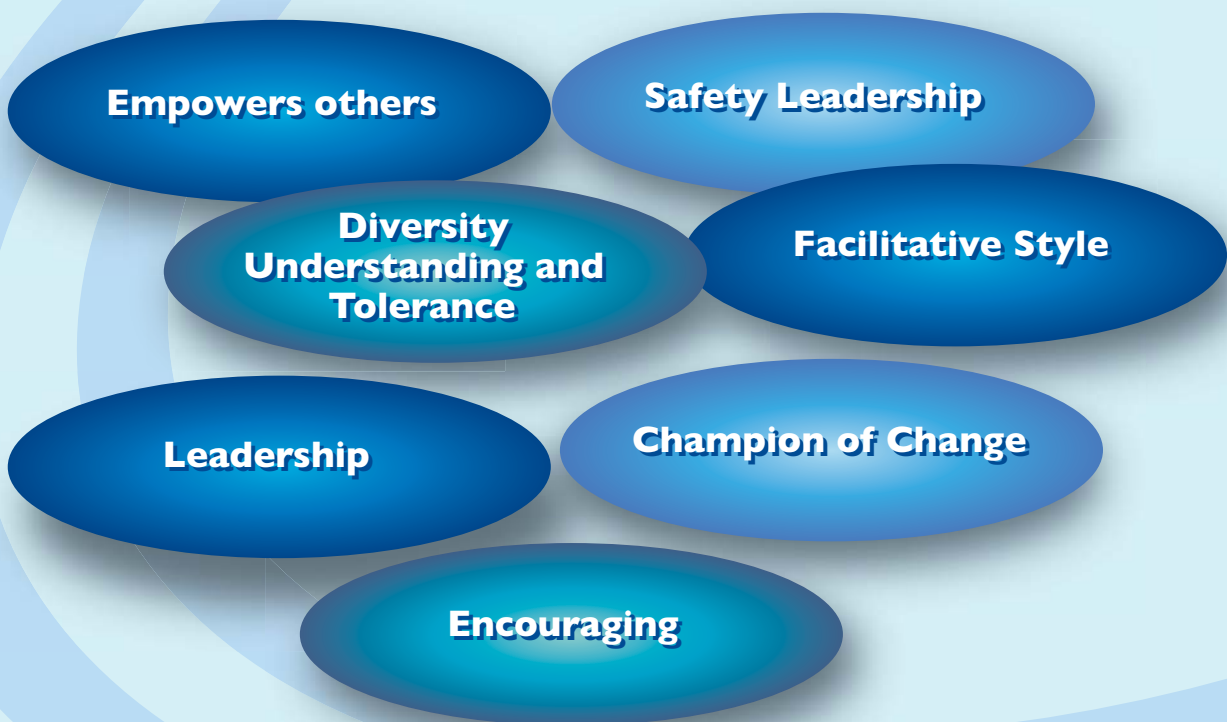 Empowers others
Safety Leadership
Diversity
Understanding and
Tolerance
Facilitative Style
Leadership
Champion of Change
Encouraging